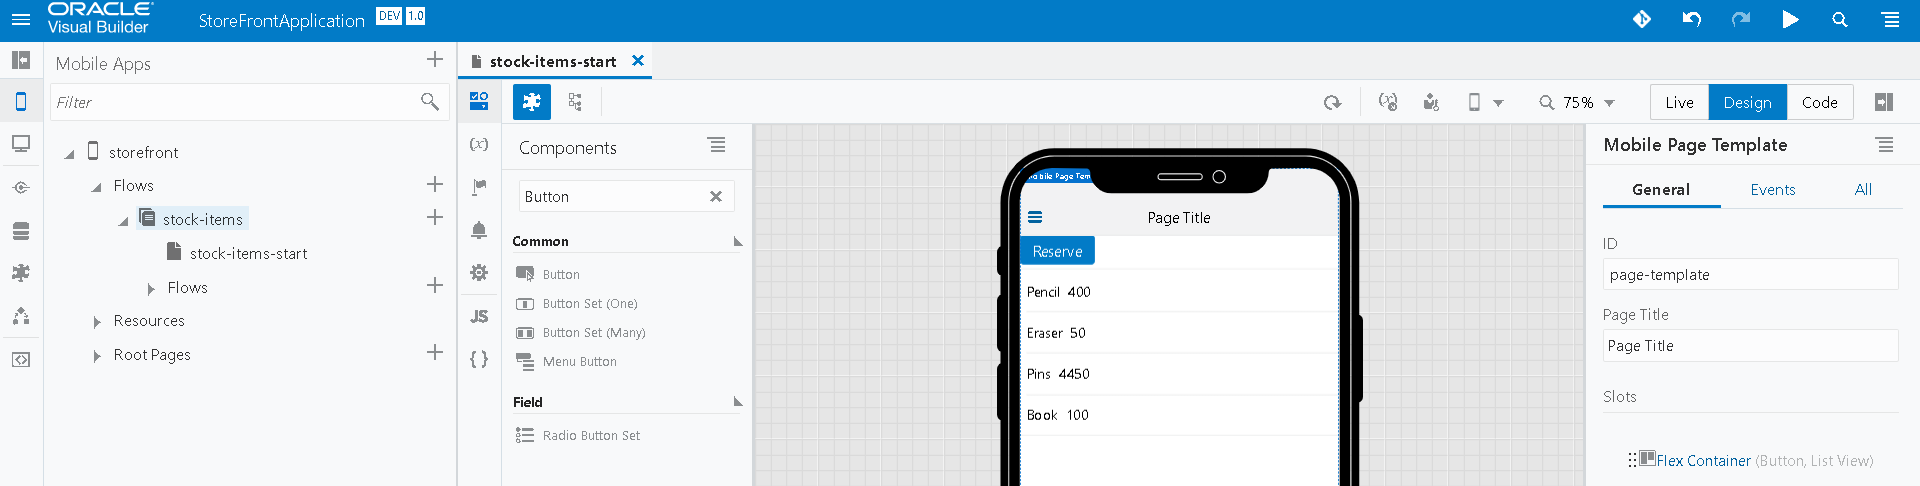 ORACLE
Visual Builder
StoreFrontApplication DEV 1.0
Mobile Apps
Filter
storefront
Flows
stock-items
stock-items-start
Flows
Resources
Root Pages
stock-items-start
75%
Live Design Code
(x)
JS
{ }
Components
Button
Common
Button
Button Set (One)
Button Set (Many)
Menu Button
Field
Radio Button Set
Mobile Page Tem
Page Title
Reserve
Pencil 400
Eraser 50
Pins 4450
Book 100
Mobile Page Template
General Events All
ID
page-template
Page Title
Page Title
Slots
Flex Container (Button, List View)